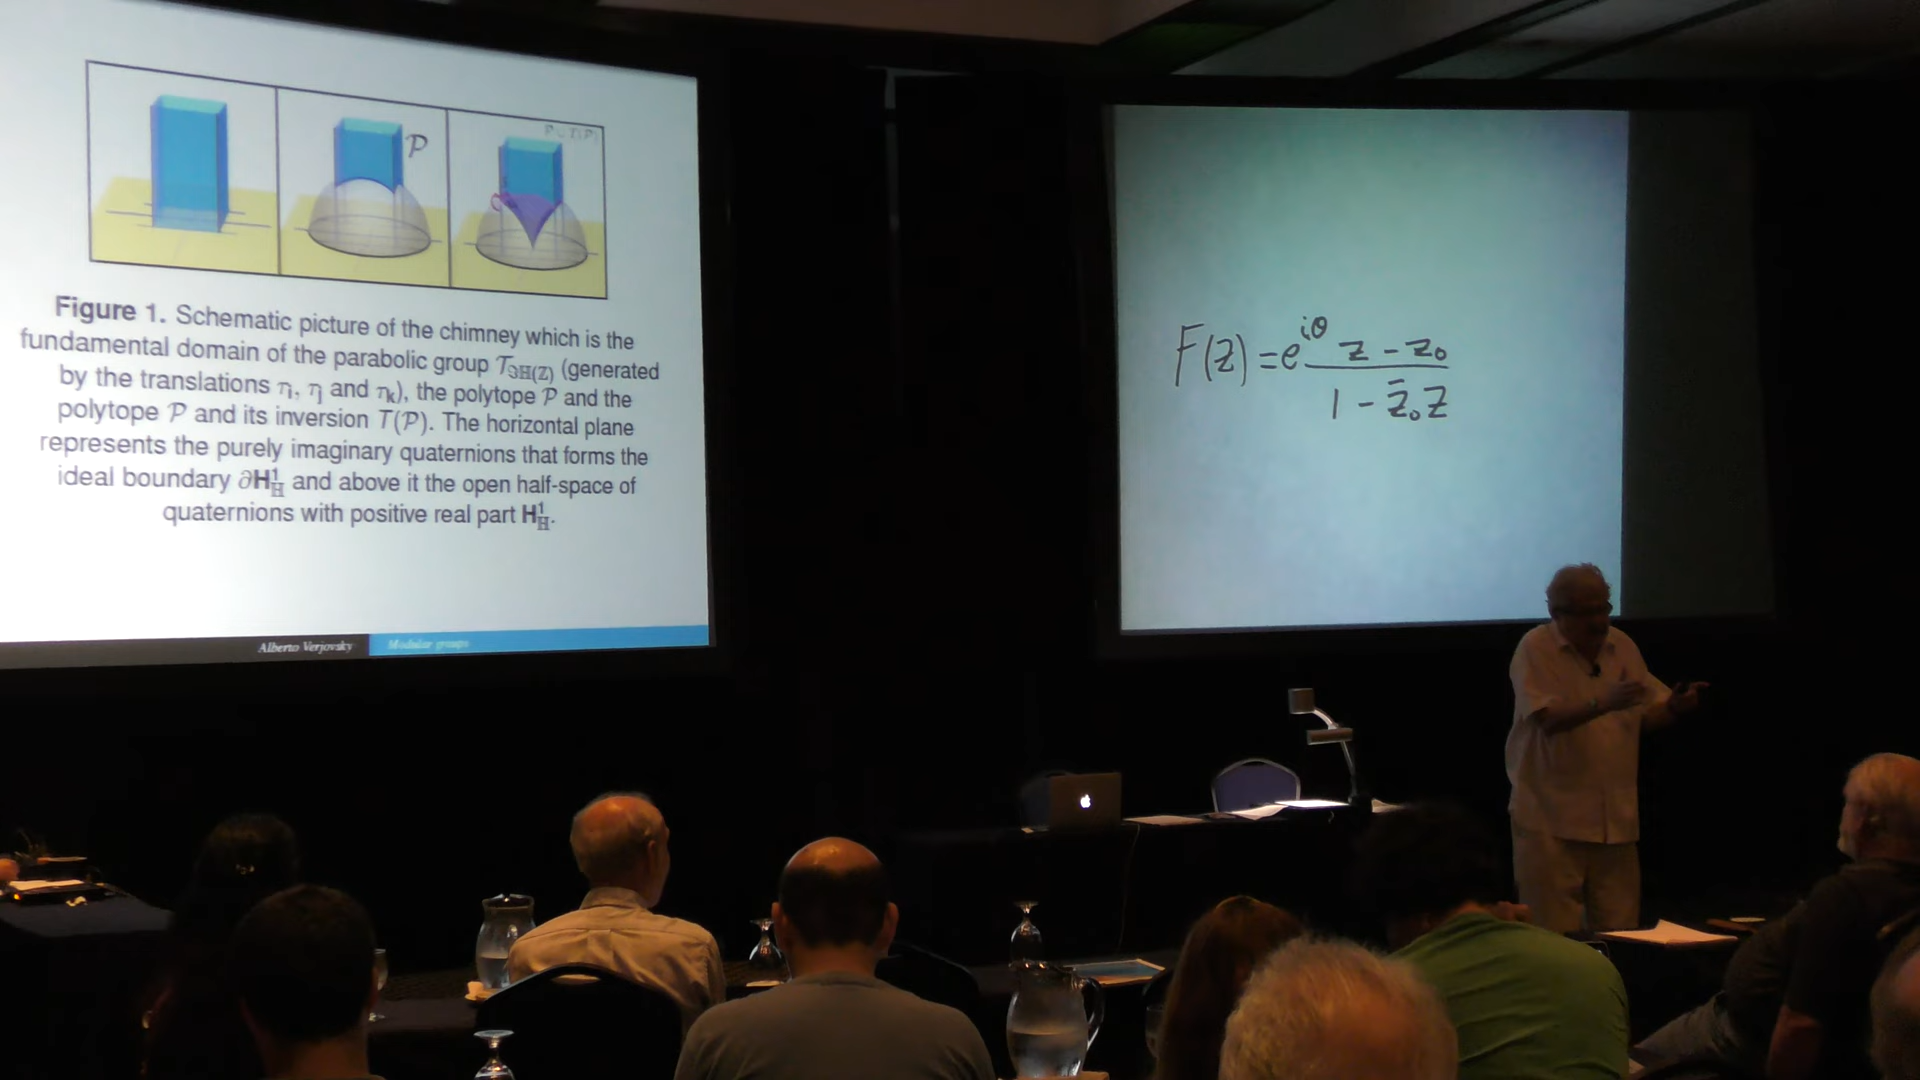 𝒫
𝒫 ∪ T(𝒫)
Figure 1. Schematic picture of the chimney which is the
fundamental domain of the parabolic group 𝒯ℑH(Z) (generated
by the translations τi, τj and τk), the polytope 𝒫 and the
polytope 𝒫 and its inversion T(𝒫). The horizontal plane
represents the purely imaginary quaternions that forms the
ideal boundary ∂H¹ℍ and above it the open half-space of
quaternions with positive real part H¹ℍ.
Alberto Verjovsky Modular groups
F(z) = e^{iθ} (z - z₀) / (1 - z̄₀z)